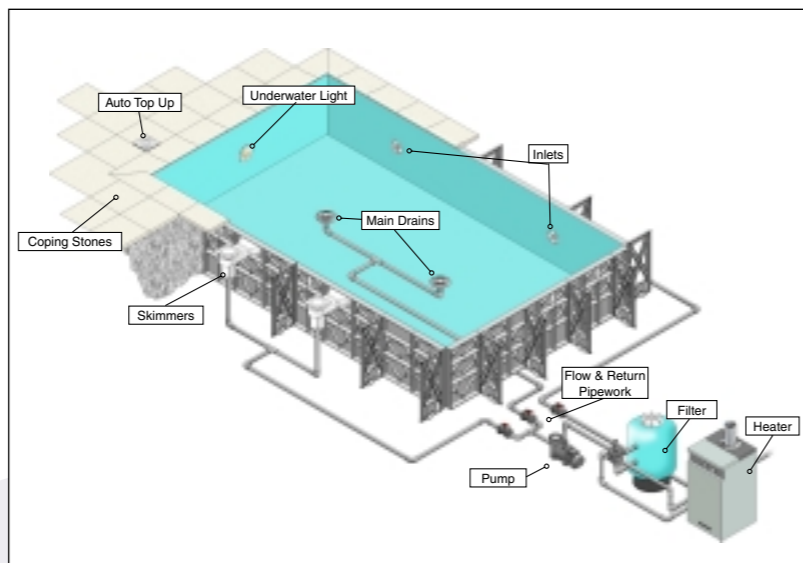 Underwater Light
Auto Top Up
Inlets
Main Drains
Coping Stones
Skimmers
Flow & Return
Pipework
Filter
Heater
Pump